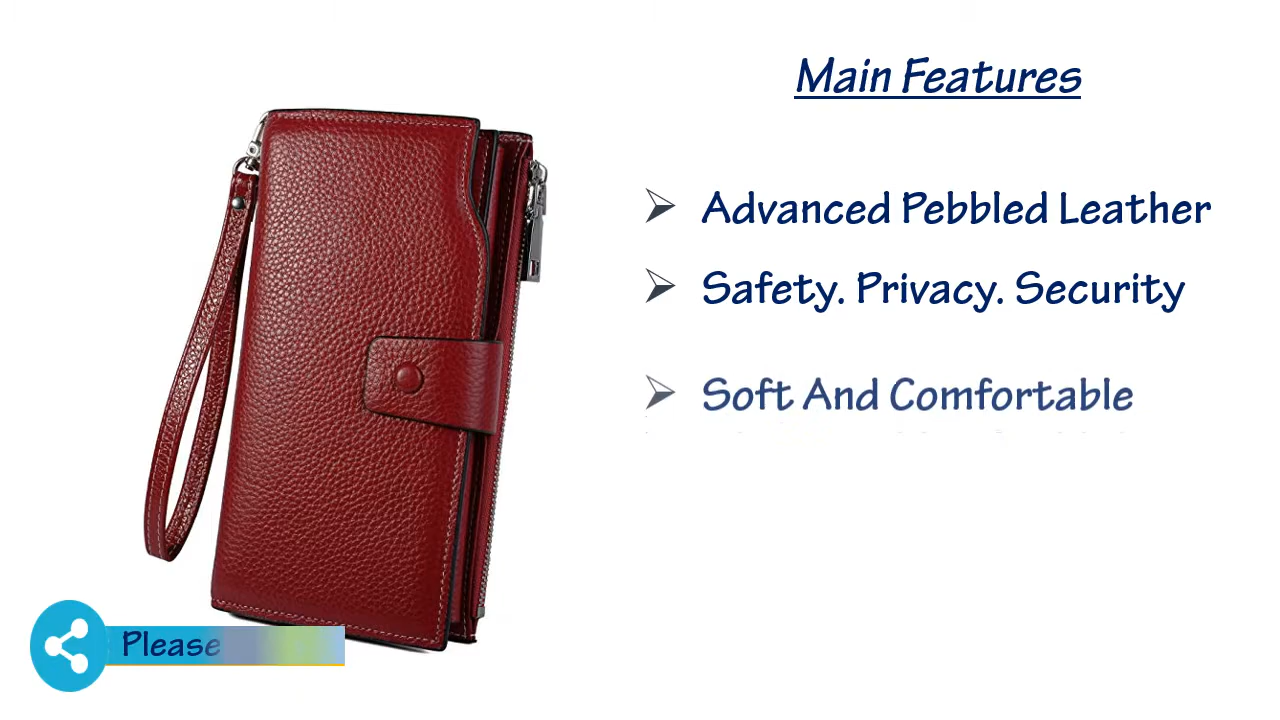 Main Features
Advanced Pebbled Leather
Safety. Privacy. Security
Soft And Comfortable
Please